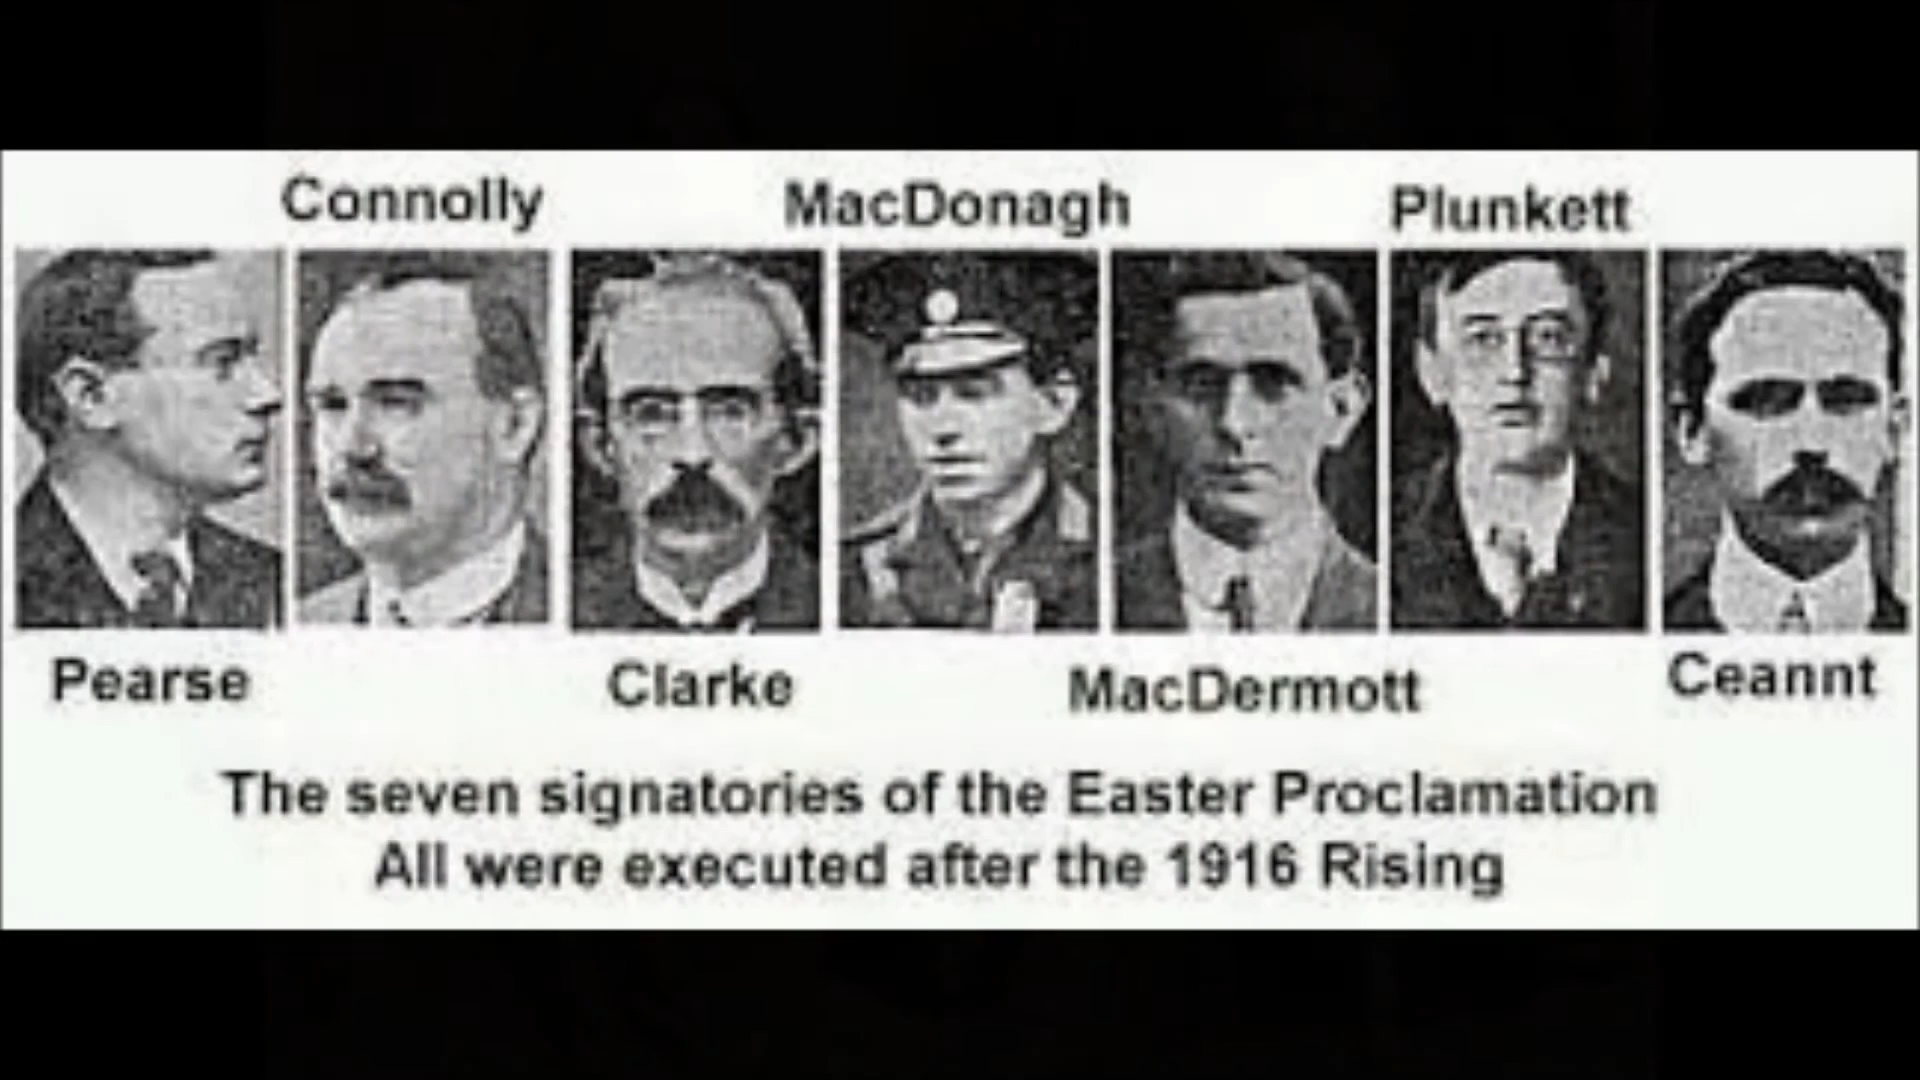 Connolly MacDonagh Plunkett
Pearse Clarke MacDermott Ceannt
The seven signatories of the Easter Proclamation
All were executed after the 1916 Rising